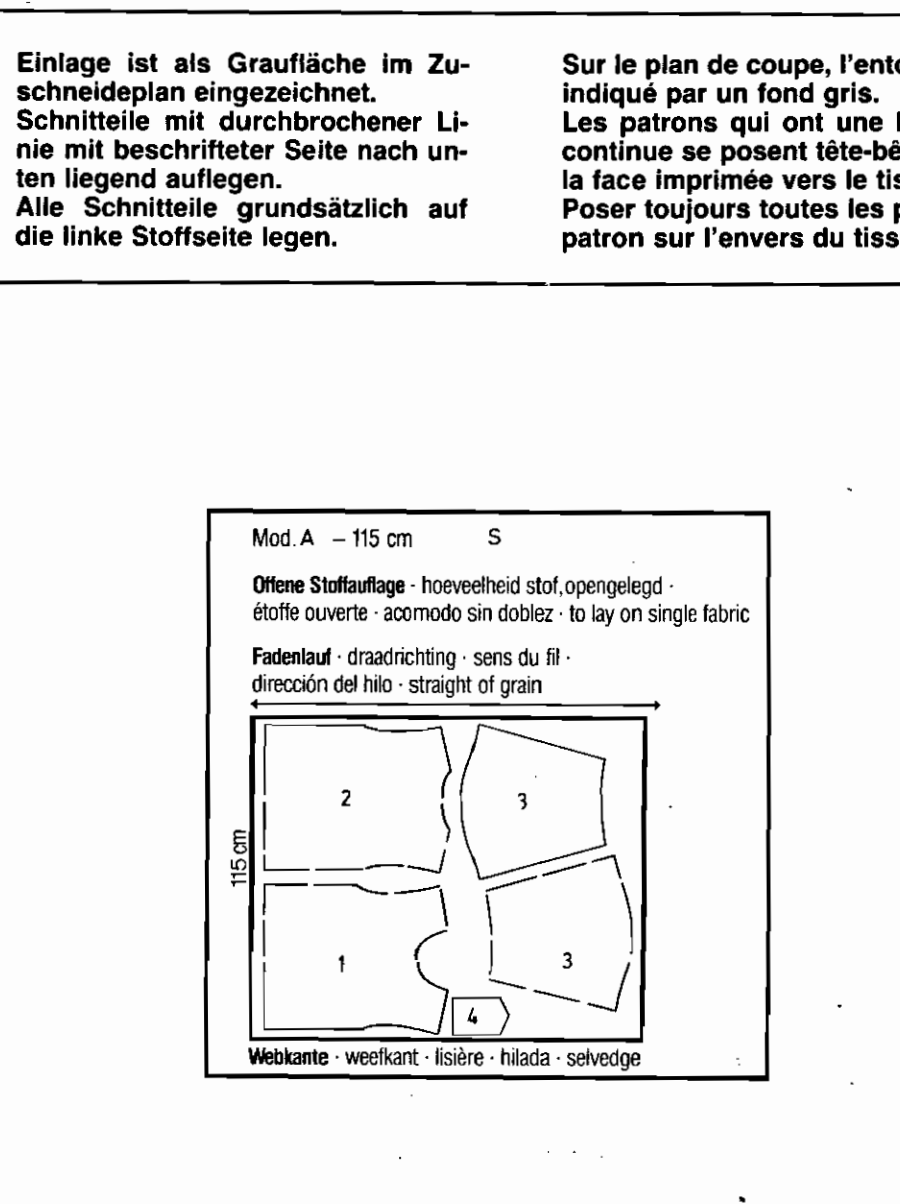 Einlage ist als Graufläche im Zu-
schneideplan eingezeichnet.
Schnitteile mit durchbrochener Li-
nie mit beschrifteter Seite nach un-
ten liegend auflegen.
Alle Schnitteile grundsätzlich auf
die linke Stoffseite legen.
Sur le plan de coupe, l'ento
indiqué par un fond gris.
Les patrons qui ont une l
continue se posent tête-bê
la face imprimée vers le tis
Poser toujours toutes les p
patron sur l'envers du tiss
Mod. A – 115 cm S
Offene Stoffauflage · hoeveelheid stof, opengelegd ·
étoffe ouverte · acomodo sin doblez · to lay on single fabric
Fadenlauf · draadrichting · sens du fil ·
dirección del hilo · straight of grain
2
3
115 cm
1
3
4
Webkante · weefkant · lisière · hilada · selvedge